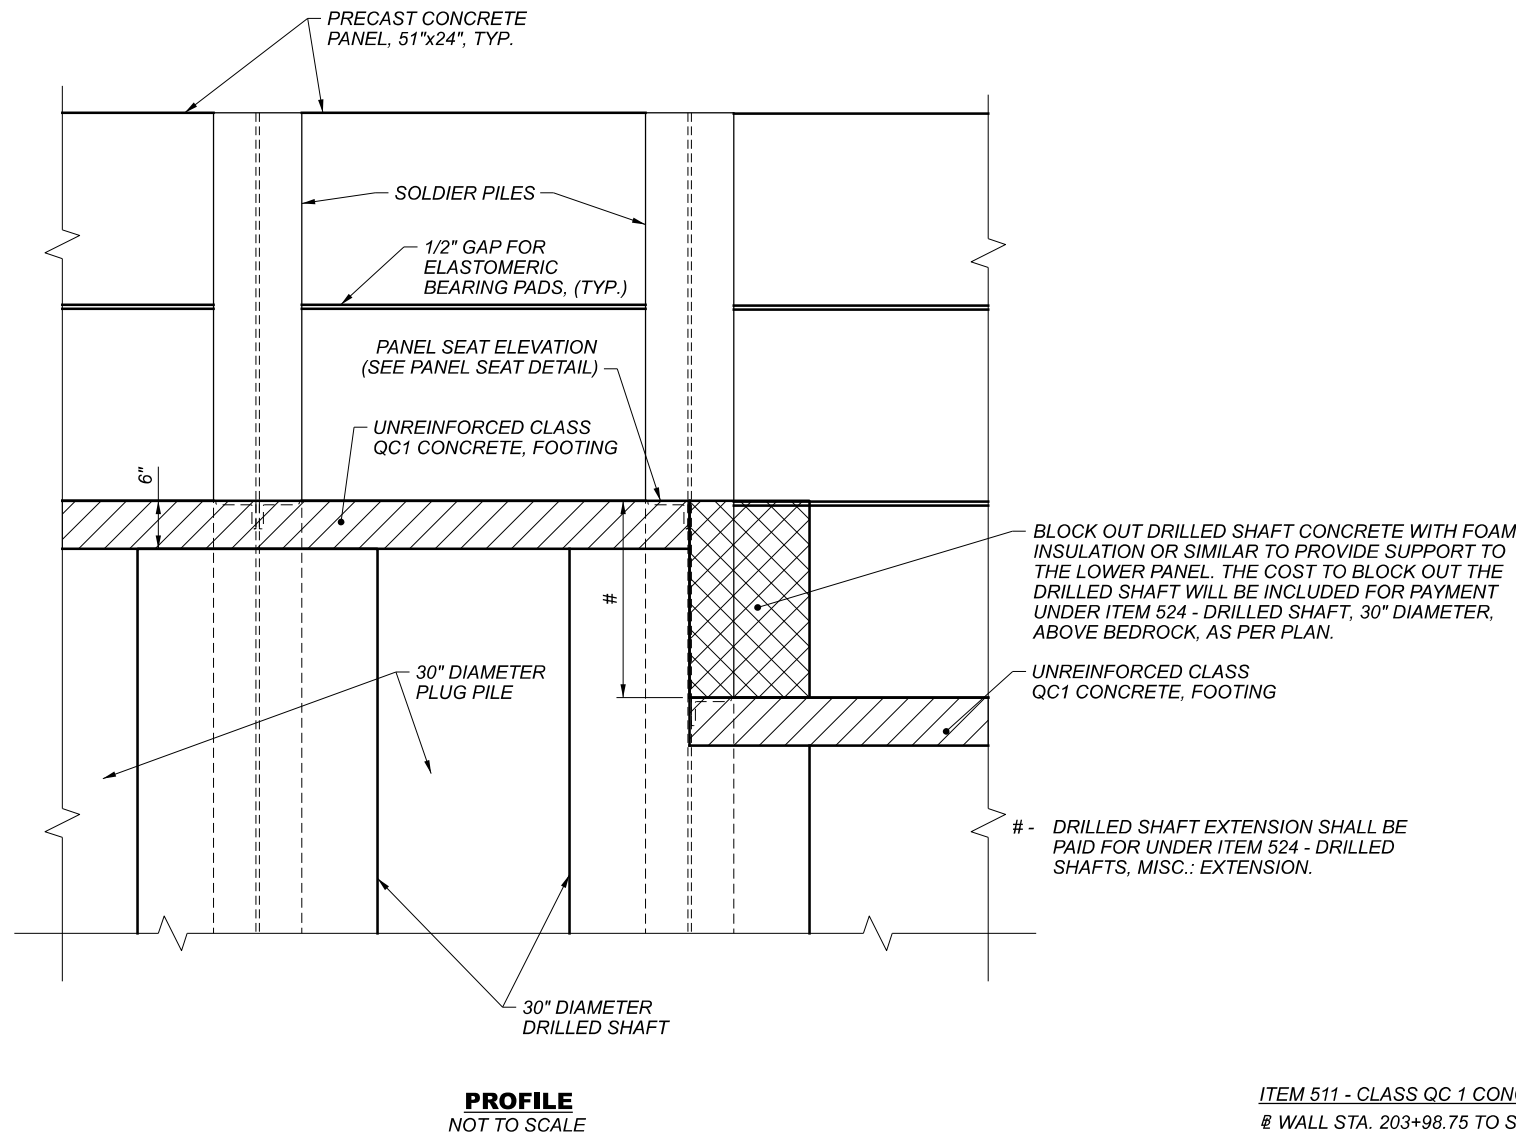 PRECAST CONCRETE
PANEL, 51"x24", TYP.
SOLDIER PILES
1/2" GAP FOR
ELASTOMERIC
BEARING PADS, (TYP.)
PANEL SEAT ELEVATION
(SEE PANEL SEAT DETAIL)
UNREINFORCED CLASS
QC1 CONCRETE, FOOTING
6"
#
BLOCK OUT DRILLED SHAFT CONCRETE WITH FOAM
INSULATION OR SIMILAR TO PROVIDE SUPPORT TO
THE LOWER PANEL. THE COST TO BLOCK OUT THE
DRILLED SHAFT WILL BE INCLUDED FOR PAYMENT
UNDER ITEM 524 - DRILLED SHAFT, 30" DIAMETER,
ABOVE BEDROCK, AS PER PLAN.
30" DIAMETER
PLUG PILE
UNREINFORCED CLASS
QC1 CONCRETE, FOOTING
# - DRILLED SHAFT EXTENSION SHALL BE
PAID FOR UNDER ITEM 524 - DRILLED
SHAFTS, MISC.: EXTENSION.
30" DIAMETER
DRILLED SHAFT
PROFILE
NOT TO SCALE
ITEM 511 - CLASS QC 1 CON
WALL STA. 203+98.75 TO S